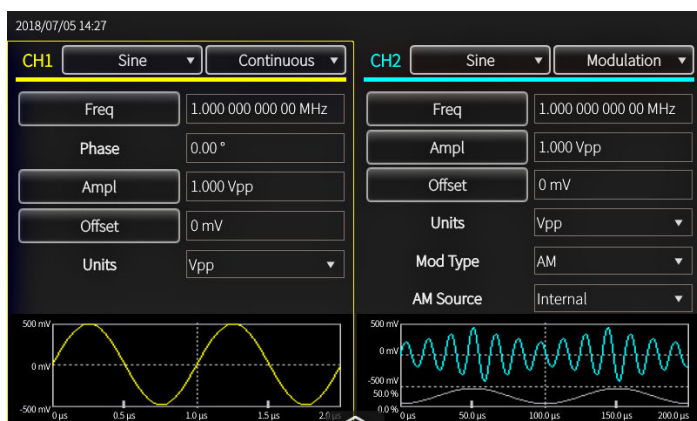 2018/07/05 14:27
CH1 Sine Continuous
Freq 1.000 000 000 00 MHz
Phase 0.00 °
Ampl 1.000 Vpp
Offset 0 mV
Units Vpp
500 mV
0 mV
-500 mV
0 µs 0.5 µs 1.0 µs 1.5 µs 2.0 µs
CH2 Sine Modulation
Freq 1.000 000 000 00 MHz
Ampl 1.000 Vpp
Offset 0 mV
Units Vpp
Mod Type AM
AM Source Internal
500 mV
0 mV
-500 mV
50.0 %
0.0 %
0 µs 50.0 µs 100.0 µs 150.0 µs 200.0 µs